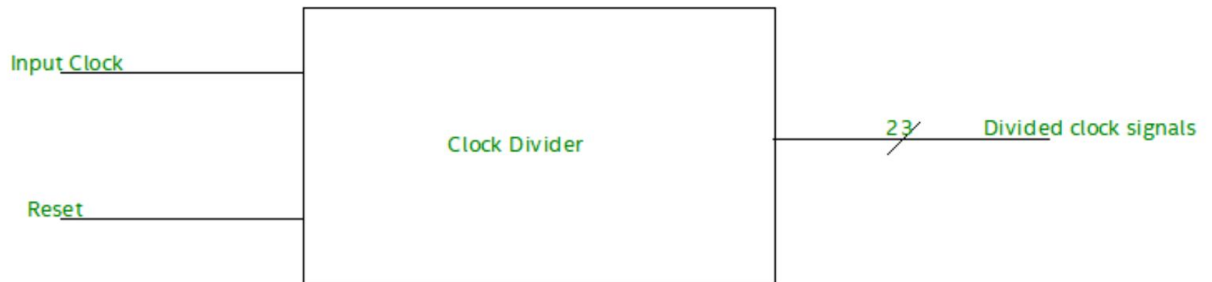 Input Clock
23
Divided clock signals
Clock Divider
Reset